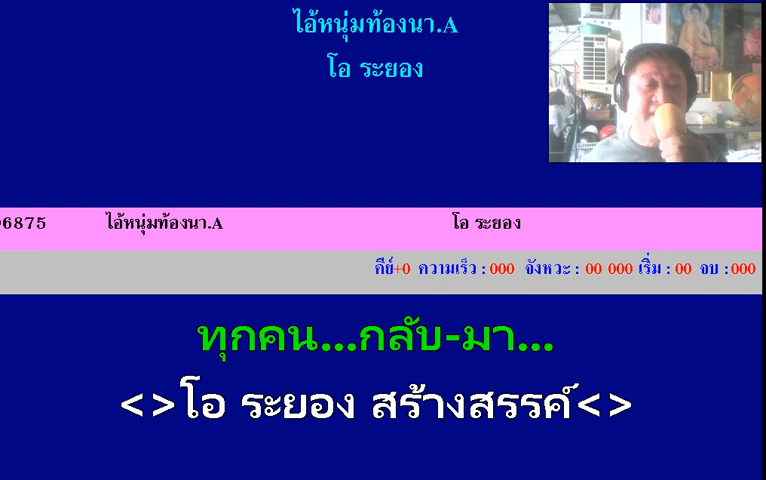 ไอ้หนุ่มท้องนา.A
โอ ระยอง
6875 ไอ้หนุ่มท้องนา.A โอ ระยอง
คีย์+0 ความเร็ว : 000 จังหวะ : 00 000 เริ่ม : 00 จบ : 000
ทุกคน...กลับ-มา...
<>โอ ระยอง สร้างสรรค์<>